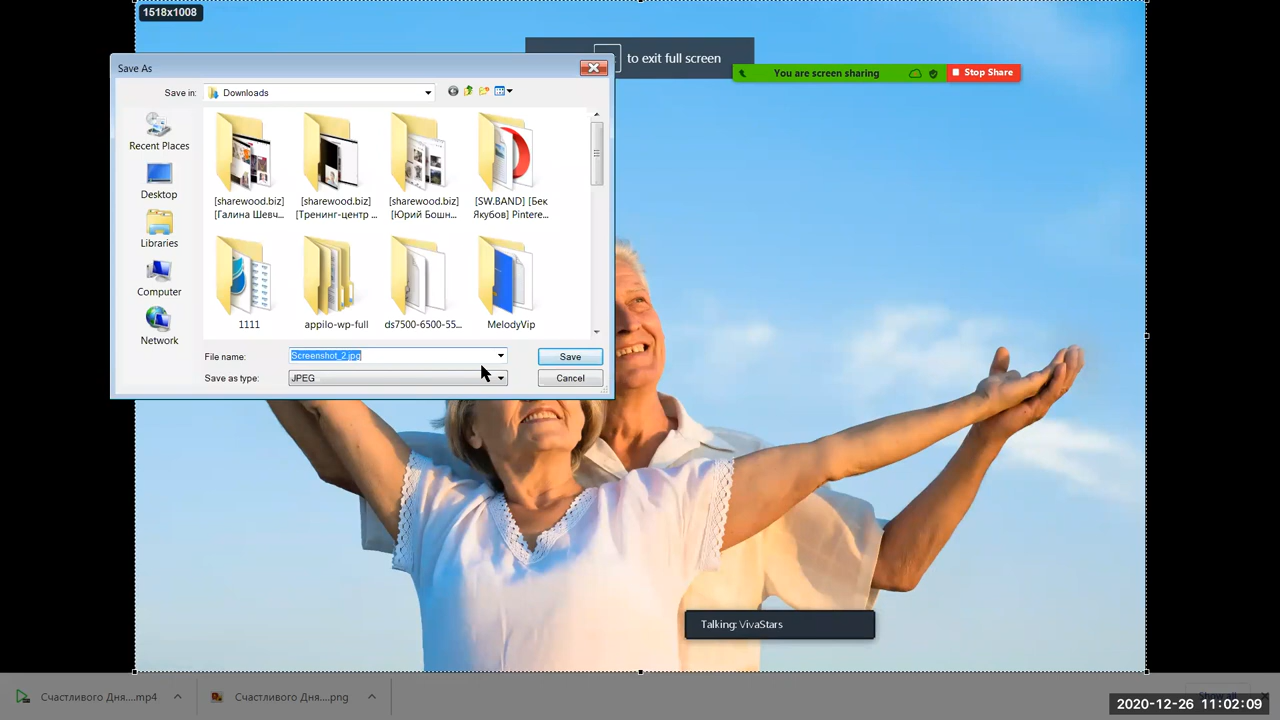 1518x1008
to exit full screen
You are screen sharing
Stop Share
Save As
Save in:
Downloads
Recent Places
Desktop
Libraries
Computer
Network
[sharewood.biz]
[Галина Шевч...
[sharewood.biz]
[Тренинг-центр ...
[sharewood.biz]
[Юрий Бошн...
[SW.BAND] [Бек
Якубов] Pintere...
1111
appilo-wp-full
ds7500-6500-55...
MelodyVip
File name:
Screenshot_2.jpg
Save
Save as type:
JPEG
Cancel
Talking: VivaStars
Счастливого Дня....mp4
Счастливого Дня....png
Show all
2020-12-26 11:02:09